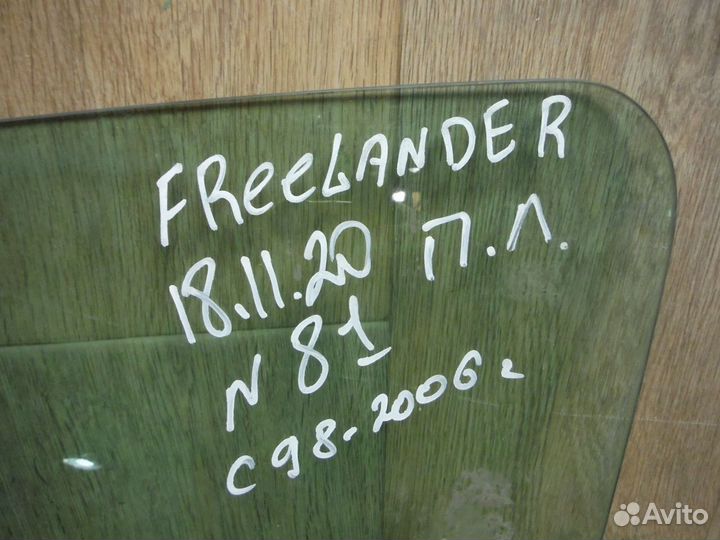 FReeLANDER
18.11.20 П.Л.
N 81
С 98-2006г
Avito